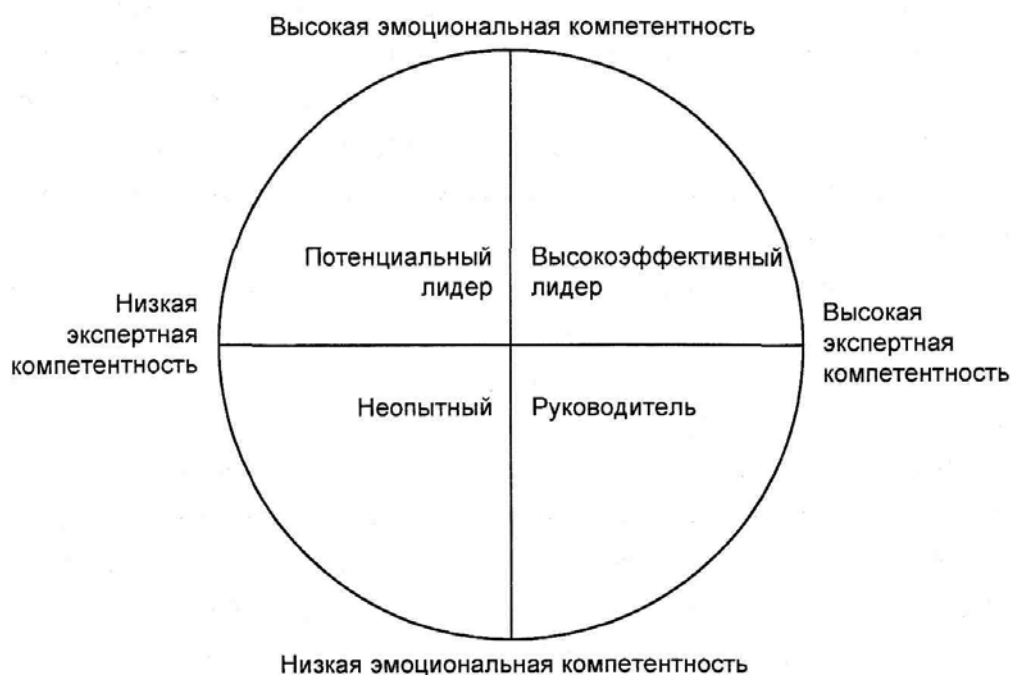 Высокая эмоциональная компетентность
Потенциальный
лидер
Высокоэффективный
лидер
Низкая
экспертная
компетентность
Высокая
экспертная
компетентность
Неопытный
Руководитель
Низкая эмоциональная компетентность